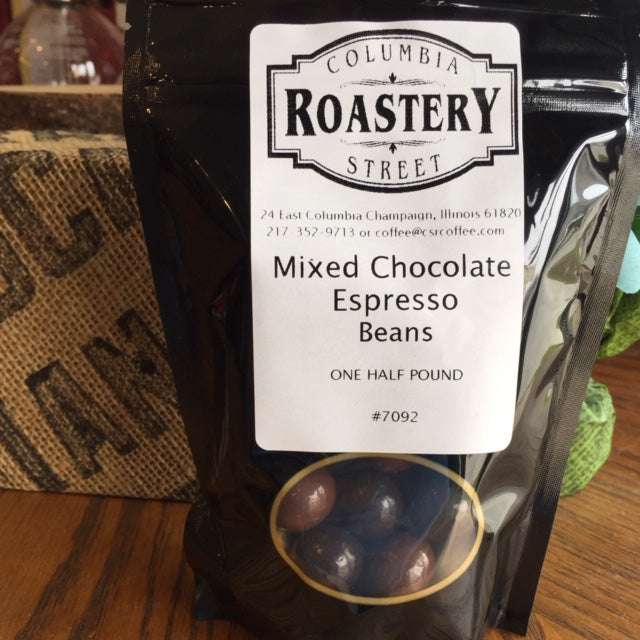 COLUMBIA
ROASTERY
STREET
24 East Columbia Champaign, Illinois 61820
217-352-9713 or coffee@csrcoffee.com
Mixed Chocolate
Espresso
Beans
ONE HALF POUND
#7092